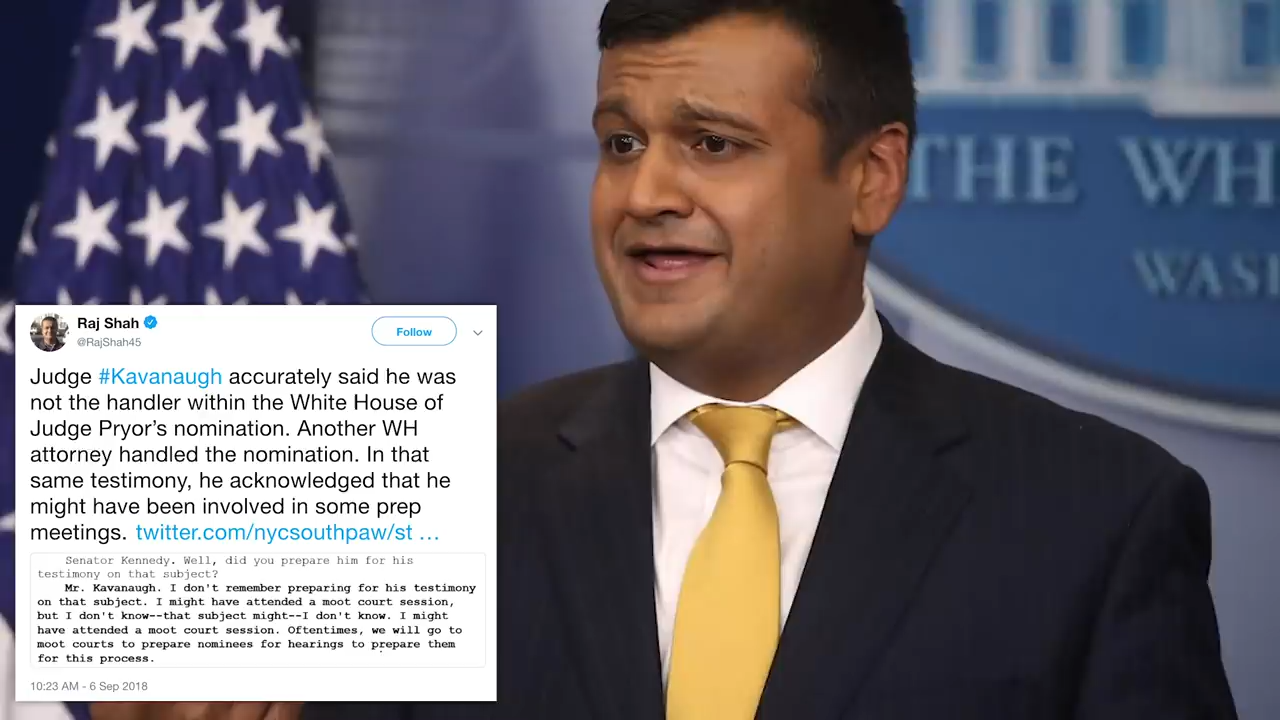 THE WH
WASH
Raj Shah
@RajShah45
Follow
Judge #Kavanaugh accurately said he was
not the handler within the White House of
Judge Pryor’s nomination. Another WH
attorney handled the nomination. In that
same testimony, he acknowledged that he
might have been involved in some prep
meetings. twitter.com/nycsouthpaw/st …
Senator Kennedy. Well, did you prepare him for his
testimony on that subject?
Mr. Kavanaugh. I don't remember preparing for his testimony
on that subject. I might have attended a moot court session,
but I don't know--that subject might--I don't know. I might
have attended a moot court session. Oftentimes, we will go to
moot courts to prepare nominees for hearings to prepare them
for this process.
10:23 AM - 6 Sep 2018